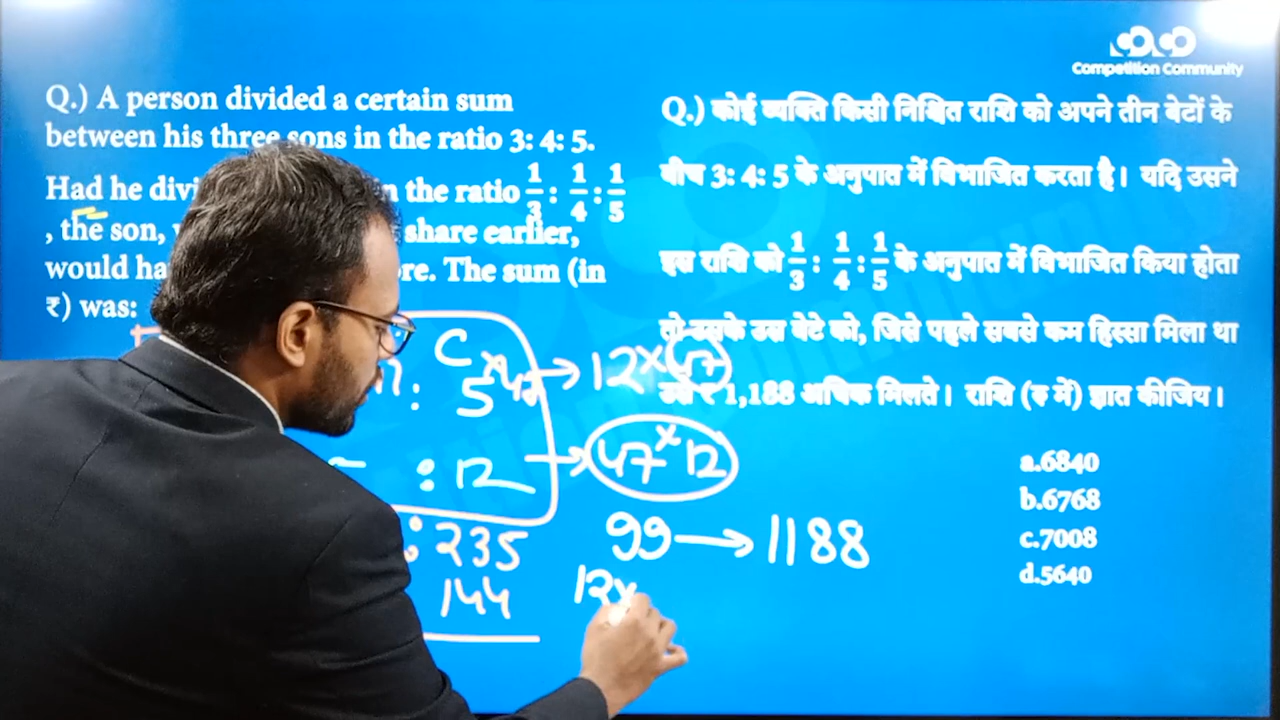 Competition Community
Q.) A person divided a certain sum
between his three sons in the ratio 3: 4: 5.
Had he divi n the ratio 1/3 : 1/4 : 1/5
, the son, share earlier,
would ha re. The sum (in
₹) was:
Q.) कोई व्यक्ति किसी निश्चित राशि को अपने तीन बेटों के
बीच 3: 4: 5 के अनुपात में विभाजित करता है। यदि उसने
इस राशि को 1/3 : 1/4 : 1/5 के अनुपात में विभाजित किया होता
तो उसके उस बेटे को, जिसे पहले सबसे कम हिस्सा मिला था
उसे ₹ 1,188 अधिक मिलते। राशि (रु में) ज्ञात कीजिय।
a.6840
b.6768
c.7008
d.5640
C
: 5 ×47 → 12×47
: 12 → 47×12
: 235
144
99 → 1188
12×